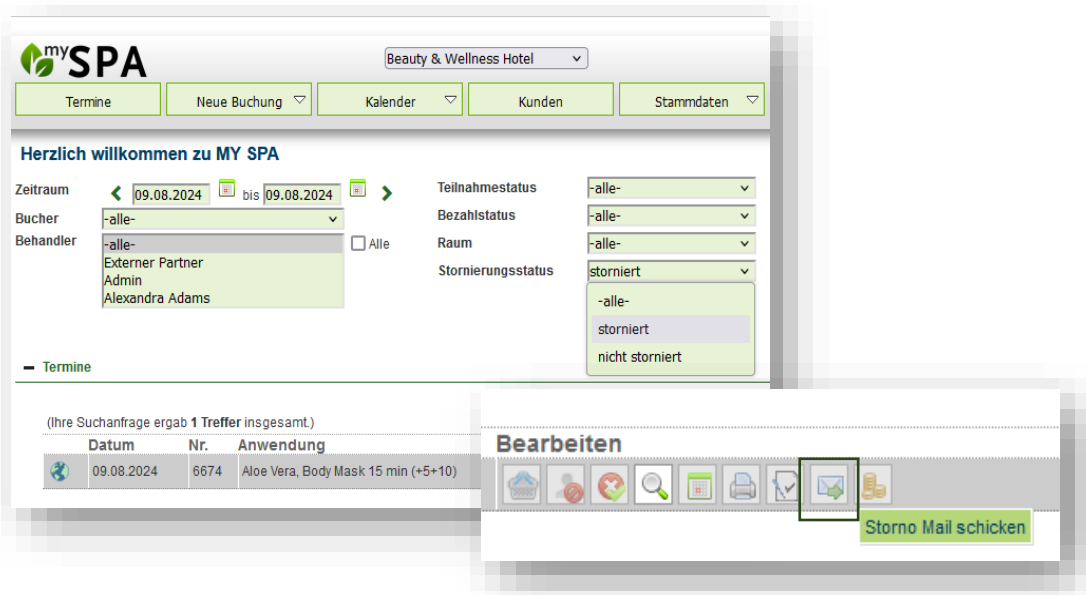 my SPA
Beauty & Wellness Hotel
Termine
Neue Buchung
Kalender
Kunden
Stammdaten
Herzlich willkommen zu MY SPA
Zeitraum 09.08.2024 bis 09.08.2024
Bucher -alle-
Behandler -alle- Alle
Externer Partner
Admin
Alexandra Adams
Teilnahmestatus -alle-
Bezahlstatus -alle-
Raum -alle-
Stornierungsstatus storniert
-alle-
storniert
nicht storniert
Termine
(Ihre Suchanfrage ergab 1 Treffer insgesamt.)
Datum Nr. Anwendung
09.08.2024 6674 Aloe Vera, Body Mask 15 min (+5+10)
Bearbeiten
Storno Mail schicken